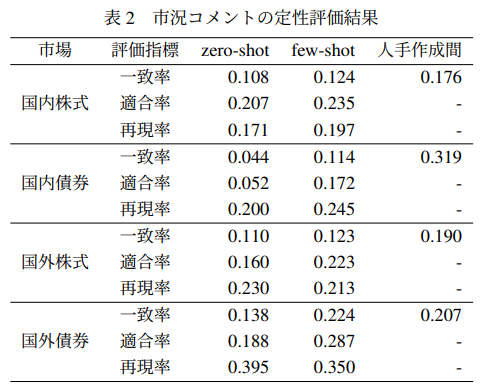 表 2 市況コメントの定性評価結果
市場 評価指標 zero-shot few-shot 人手作成間
一致率 0.108 0.124 0.176
国内株式 適合率 0.207 0.235 -
再現率 0.171 0.197 -
一致率 0.044 0.114 0.319
国内債券 適合率 0.052 0.172 -
再現率 0.200 0.245 -
一致率 0.110 0.123 0.190
国外株式 適合率 0.160 0.223 -
再現率 0.230 0.213 -
一致率 0.138 0.224 0.207
国外債券 適合率 0.188 0.287 -
再現率 0.395 0.350 -